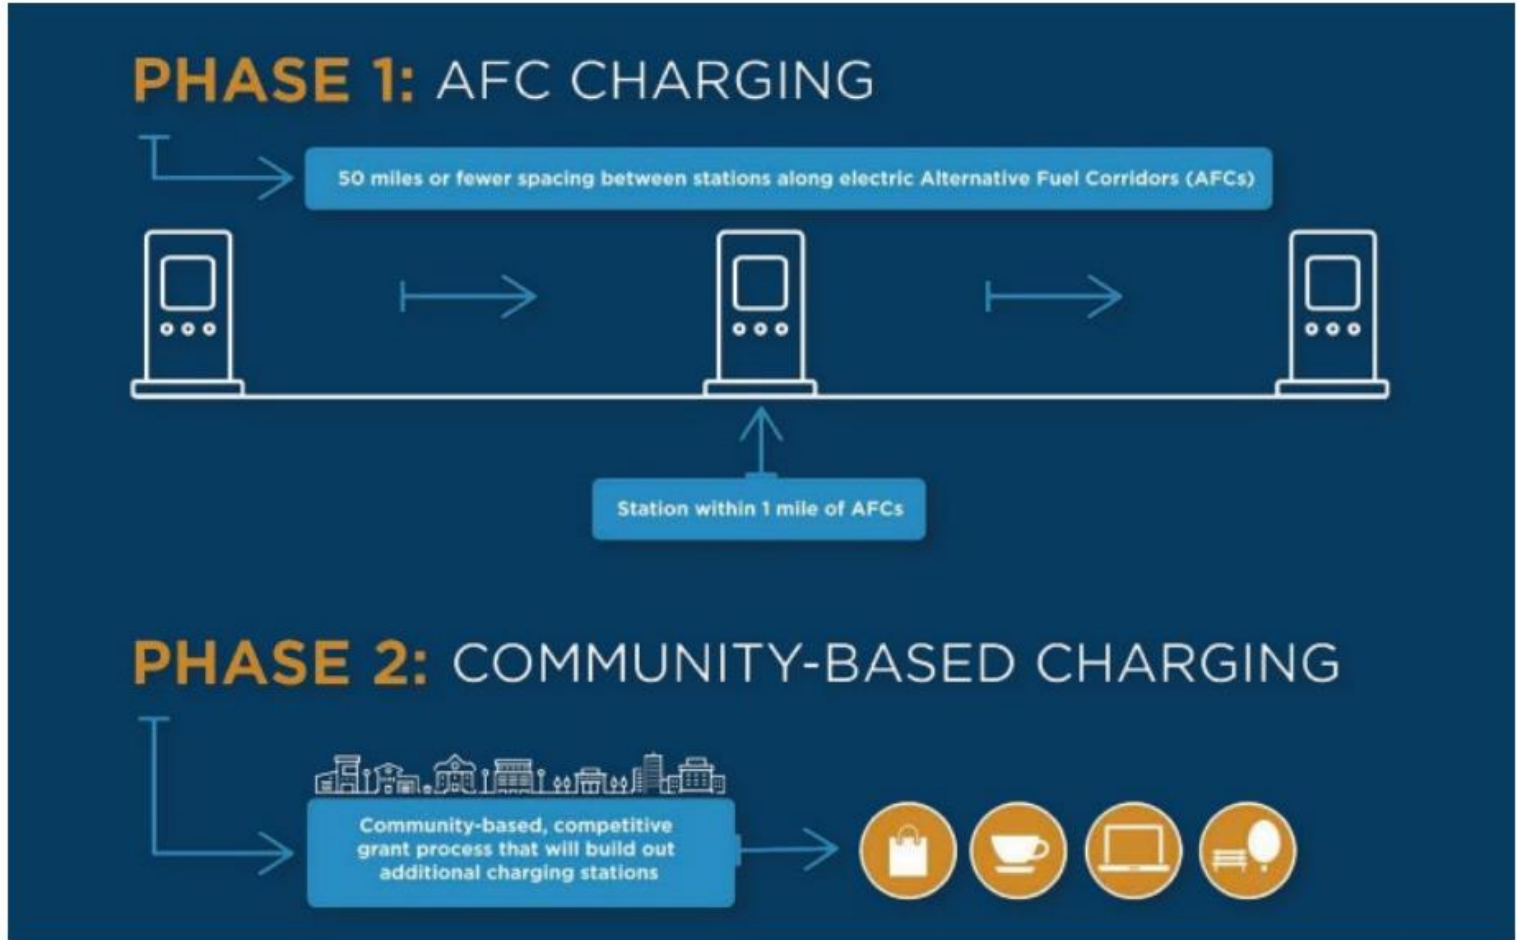 PHASE 1: AFC CHARGING
50 miles or fewer spacing between stations along electric Alternative Fuel Corridors (AFCs)
Station within 1 mile of AFCs
PHASE 2: COMMUNITY-BASED CHARGING
Community-based, competitive
grant process that will build out
additional charging stations